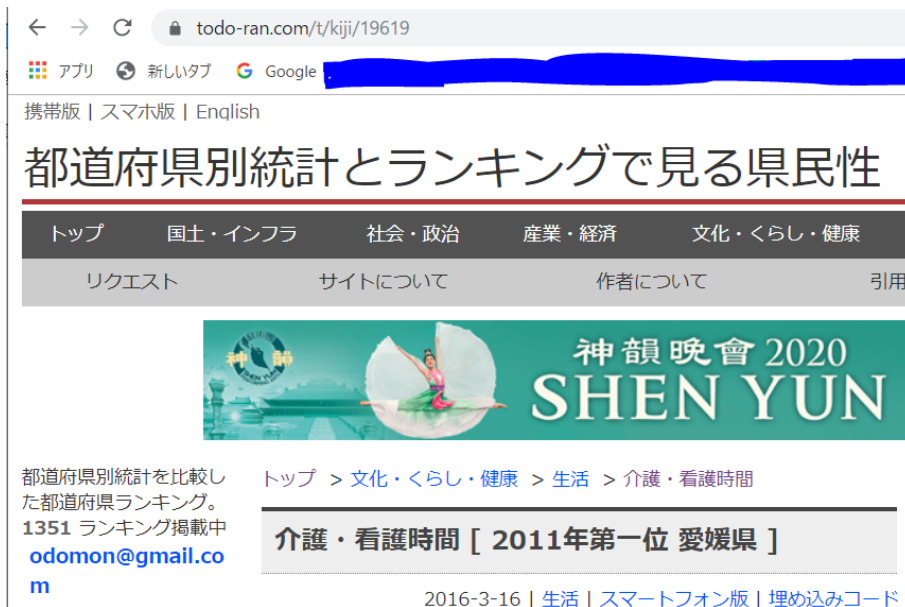 todo-ran.com/t/kiji/19619
アプリ 新しいタブ G Google
携帯版 | スマホ版 | English
都道府県別統計とランキングで見る県民性
トップ 国土・インフラ 社会・政治 産業・経済 文化・くらし・健康
リクエスト サイトについて 作者について 引用
神韻
神韻晚會 2020
SHEN YUN
都道府県別統計を比較し
た都道府県ランキング。
1351 ランキング掲載中
odomon@gmail.co
m
トップ > 文化・くらし・健康 > 生活 > 介護・看護時間
介護・看護時間 [ 2011年第一位 愛媛県 ]
2016-3-16 | 生活 | スマートフォン版 | 埋め込みコード